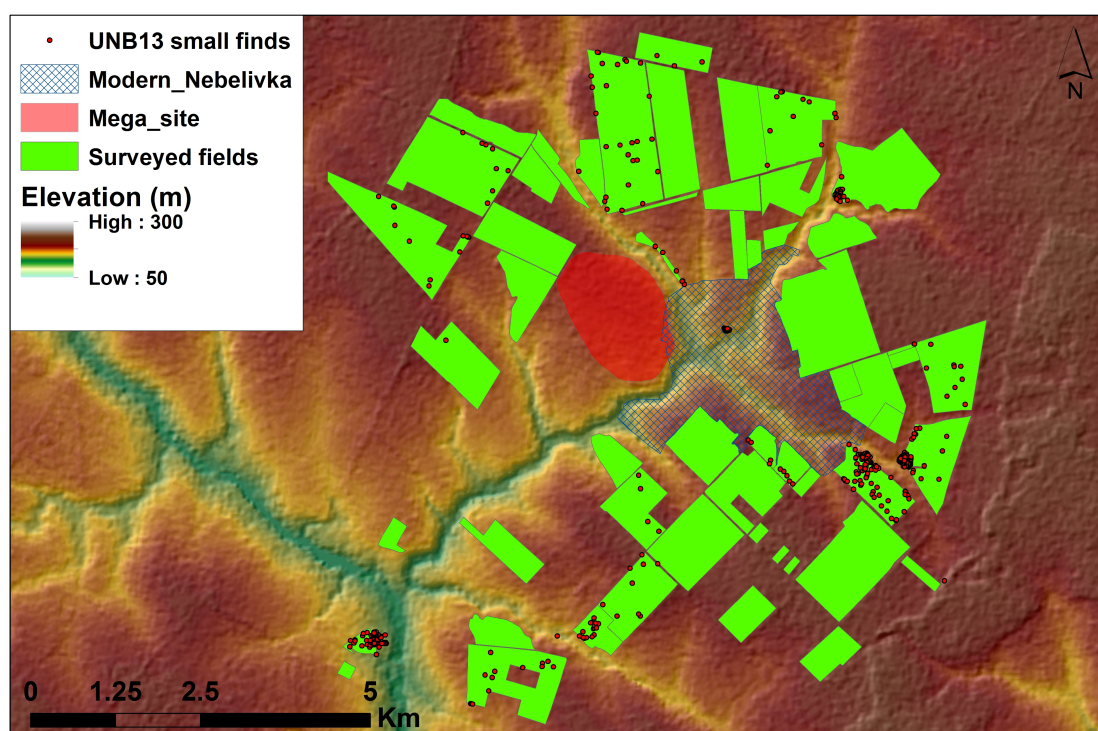 UNB13 small finds
Modern_Nebelivka
Mega_site
Surveyed fields
Elevation (m)
High : 300
Low : 50
N
0 1.25 2.5 5
Km